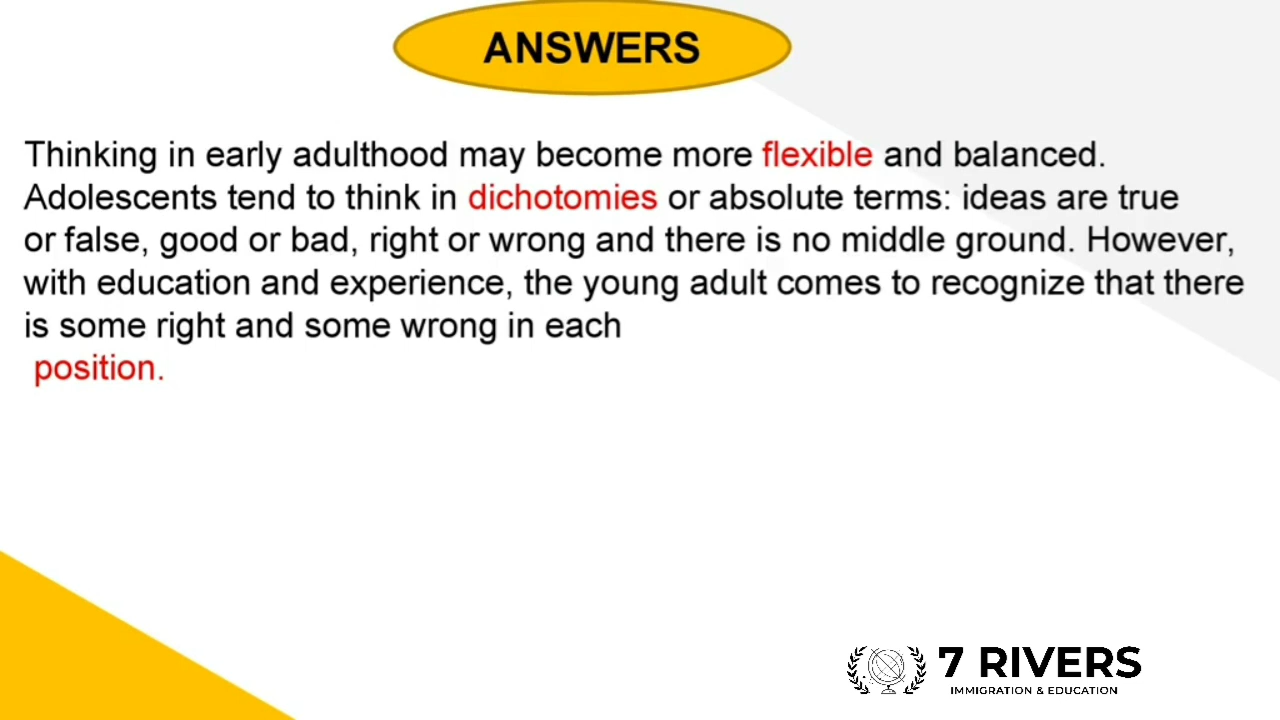 ANSWERS
Thinking in early adulthood may become more flexible and balanced.
Adolescents tend to think in dichotomies or absolute terms: ideas are true
or false, good or bad, right or wrong and there is no middle ground. However,
with education and experience, the young adult comes to recognize that there
is some right and some wrong in each
position.
7 RIVERS
IMMIGRATION & EDUCATION